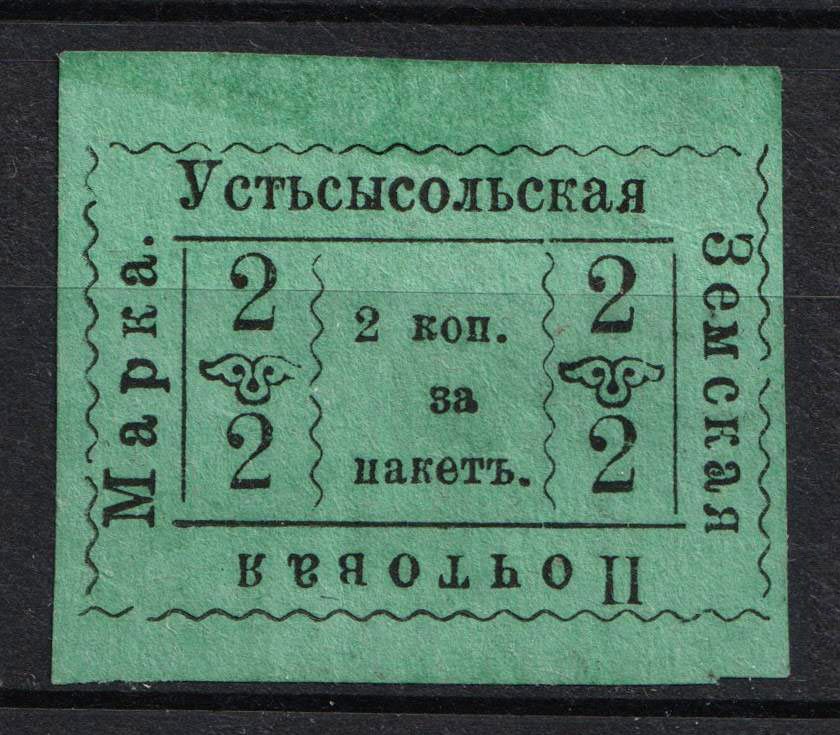 Устьсысольская
Земская
Почтовая
Марка.
2
2
2 коп.
за
пакетъ.
2
2